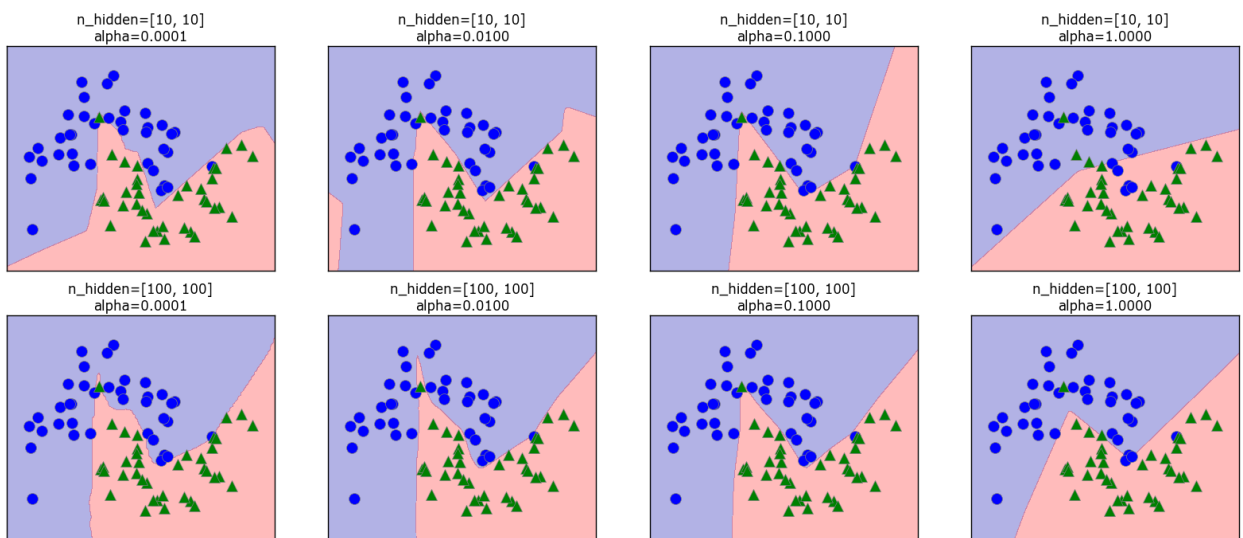 n_hidden=[10, 10]
alpha=0.0001
n_hidden=[10, 10]
alpha=0.0100
n_hidden=[10, 10]
alpha=0.1000
n_hidden=[10, 10]
alpha=1.0000
n_hidden=[100, 100]
alpha=0.0001
n_hidden=[100, 100]
alpha=0.0100
n_hidden=[100, 100]
alpha=0.1000
n_hidden=[100, 100]
alpha=1.0000